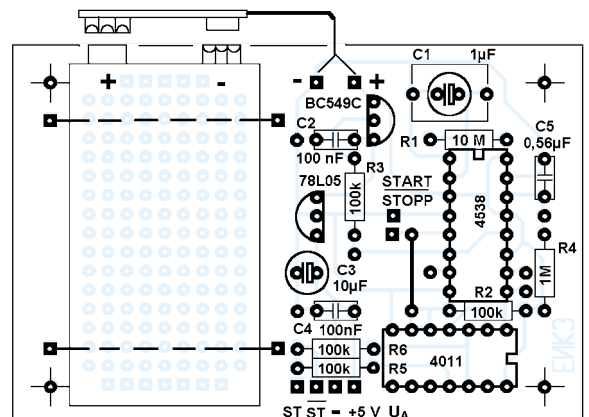 + -
- +
BC549C
C1 1µF
C2
100 nF
R1 10 M
C5
0,56µF
78L05
R3
100k
START
STOPP
4538
R4
1M
C3
10µF
R2
100k
C4 100nF
100k R6
100k R5
4011
ST ST = +5 V UA